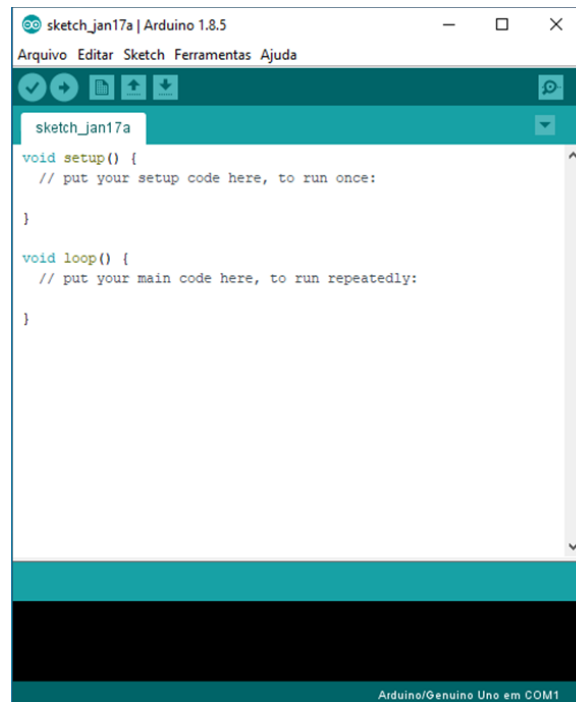 sketch_jan17a | Arduino 1.8.5
Arquivo Editar Sketch Ferramentas Ajuda
sketch_jan17a
void setup() {
  // put your setup code here, to run once:
}
void loop() {
  // put your main code here, to run repeatedly:
}
Arduino/Genuino Uno em COM1